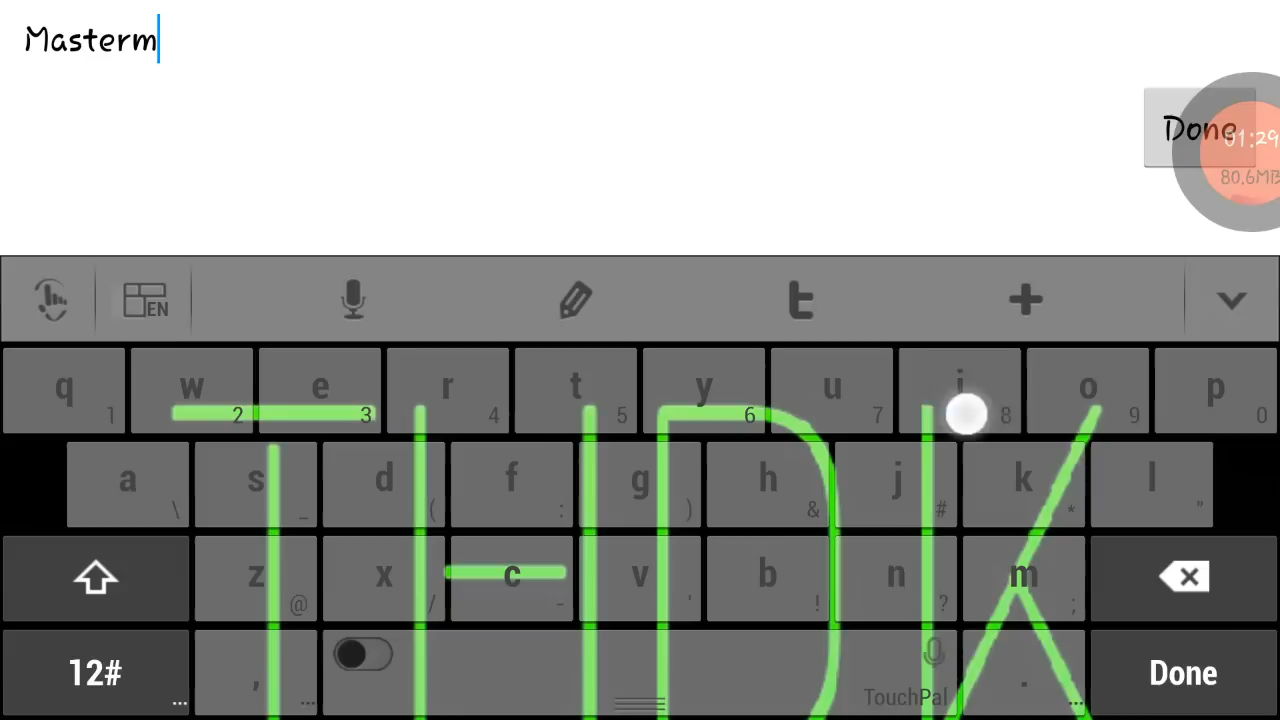 Masterm
Done
01:29
80.6MB
EN
q 1 w 2 e 3 r 4 t 5 y 6 u 7 i 8 o 9 p 0
a \ s _ d ( f : g ) h & j # k * l "
z @ x / c - v ' b ! n ? m ;
12# ... , ... TouchPal . ... Done